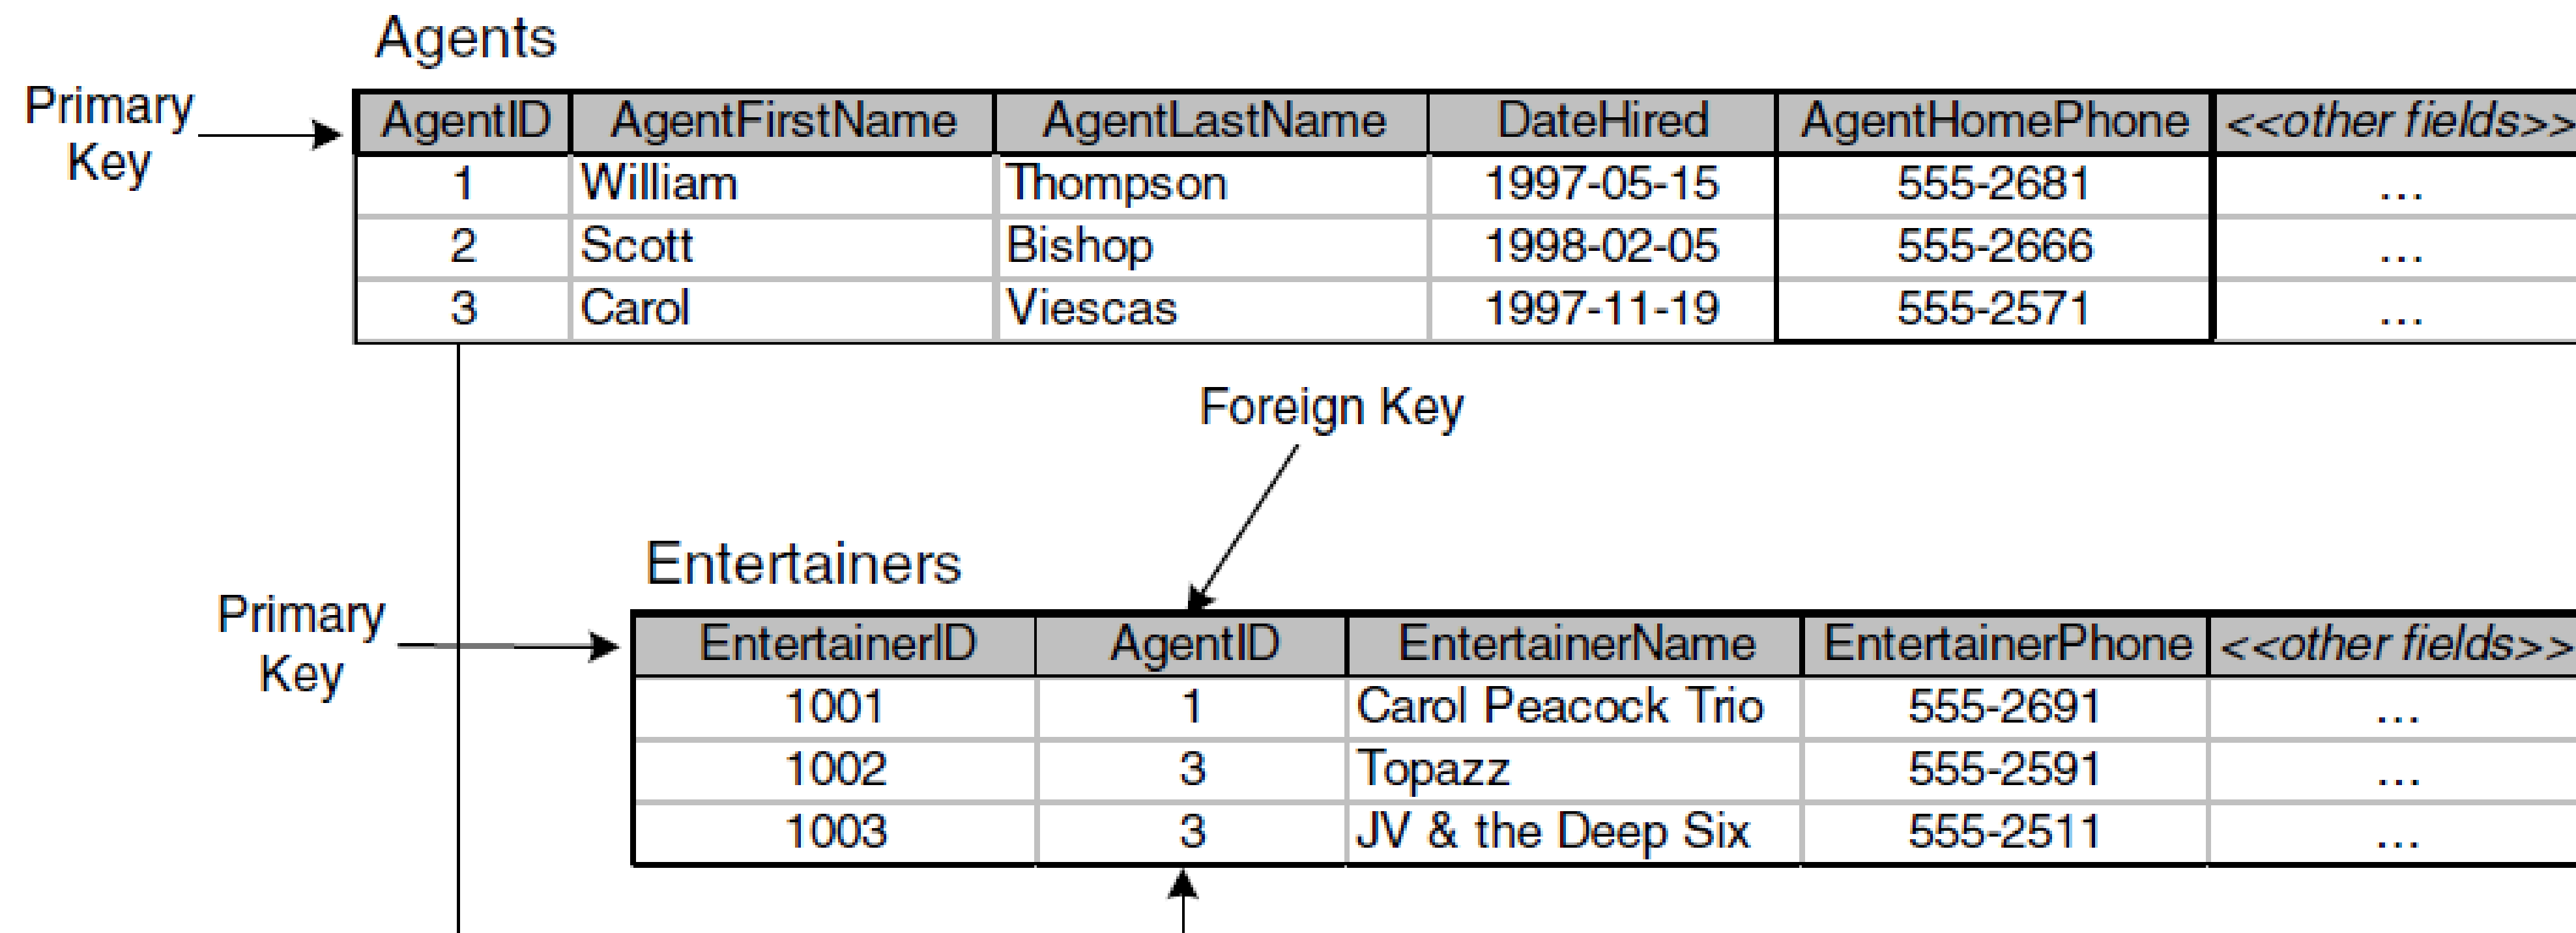 Agents
Primary
Key
AgentID AgentFirstName AgentLastName DateHired AgentHomePhone <<other fields>>
1 William Thompson 1997-05-15 555-2681 ...
2 Scott Bishop 1998-02-05 555-2666 ...
3 Carol Viescas 1997-11-19 555-2571 ...
Foreign Key
Entertainers
Primary
Key
EntertainerID AgentID EntertainerName EntertainerPhone <<other fields>>
1001 1 Carol Peacock Trio 555-2691 ...
1002 3 Topazz 555-2591 ...
1003 3 JV & the Deep Six 555-2511 ...